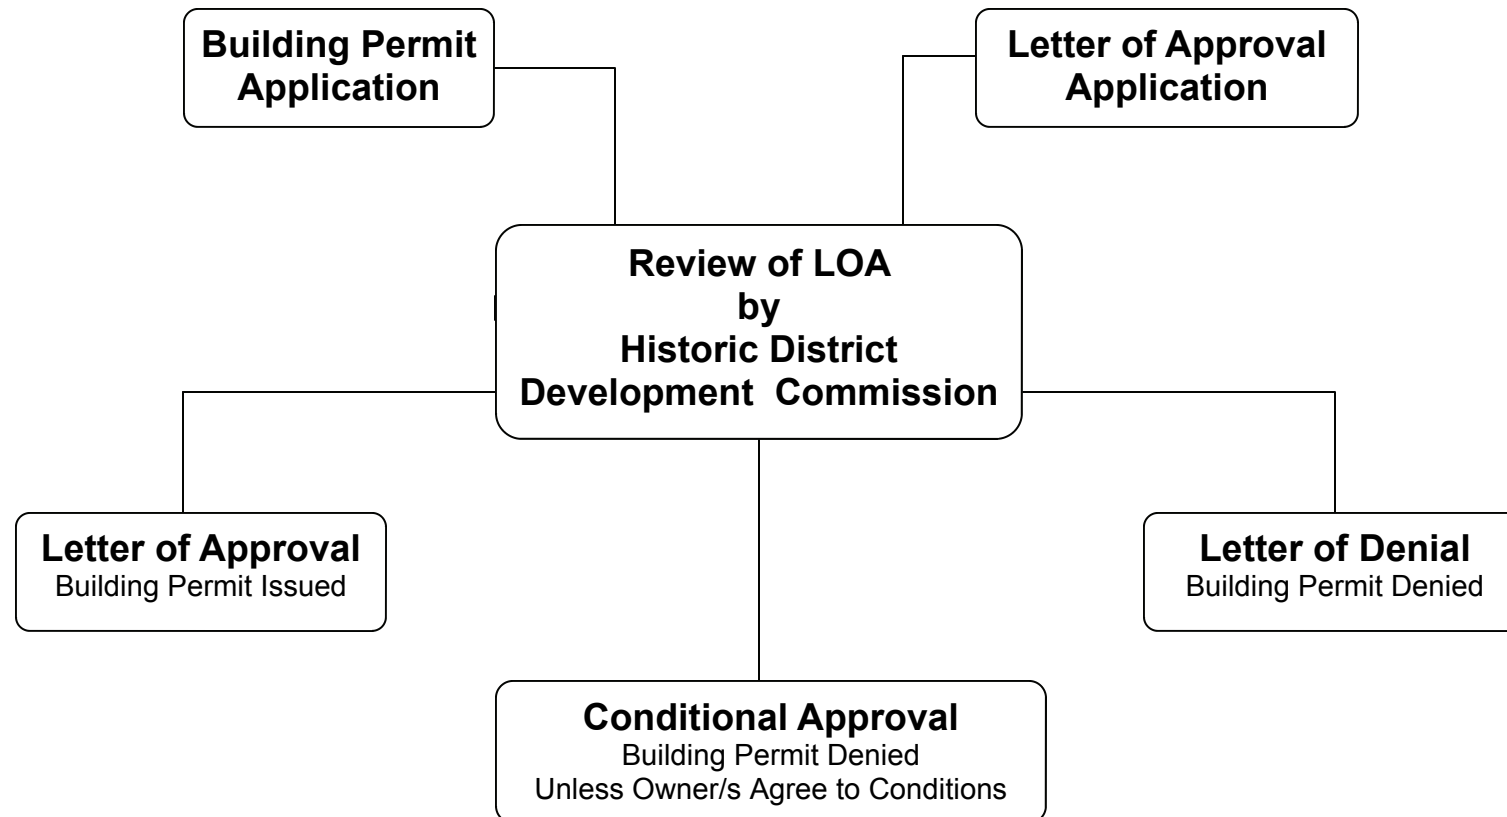 Building Permit
Application
Letter of Approval
Application
Review of LOA
by
Historic District
Development  Commission
Letter of Approval
Building Permit Issued
Letter of Denial
Building Permit Denied
Conditional Approval
Building Permit Denied
Unless Owner/s Agree to Conditions